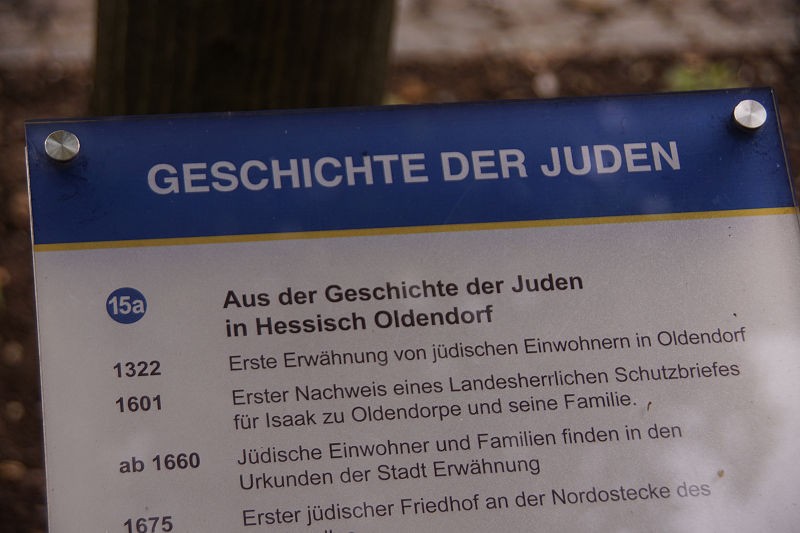 GESCHICHTE DER JUDEN
15a Aus der Geschichte der Juden
in Hessisch Oldendorf
1322 Erste Erwähnung von jüdischen Einwohnern in Oldendorf
1601 Erster Nachweis eines Landesherrlichen Schutzbriefes
für Isaak zu Oldendorpe und seine Familie.
ab 1660 Jüdische Einwohner und Familien finden in den
Urkunden der Stadt Erwähnung
1675 Erster jüdischer Friedhof an der Nordostecke des